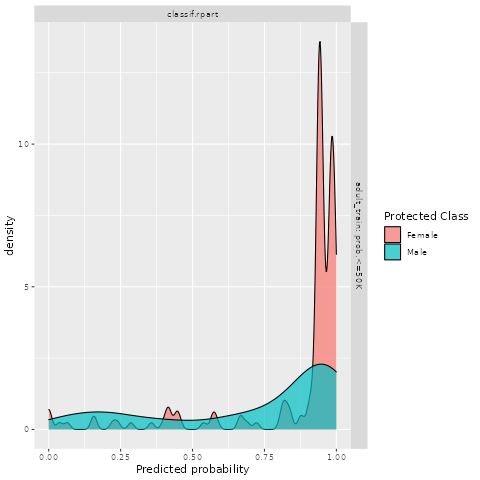 classif.rpart
adult_train: prob.<=50K
density
10
5
0
0.00 0.25 0.50 0.75 1.00
Predicted probability
Protected Class
Female
Male